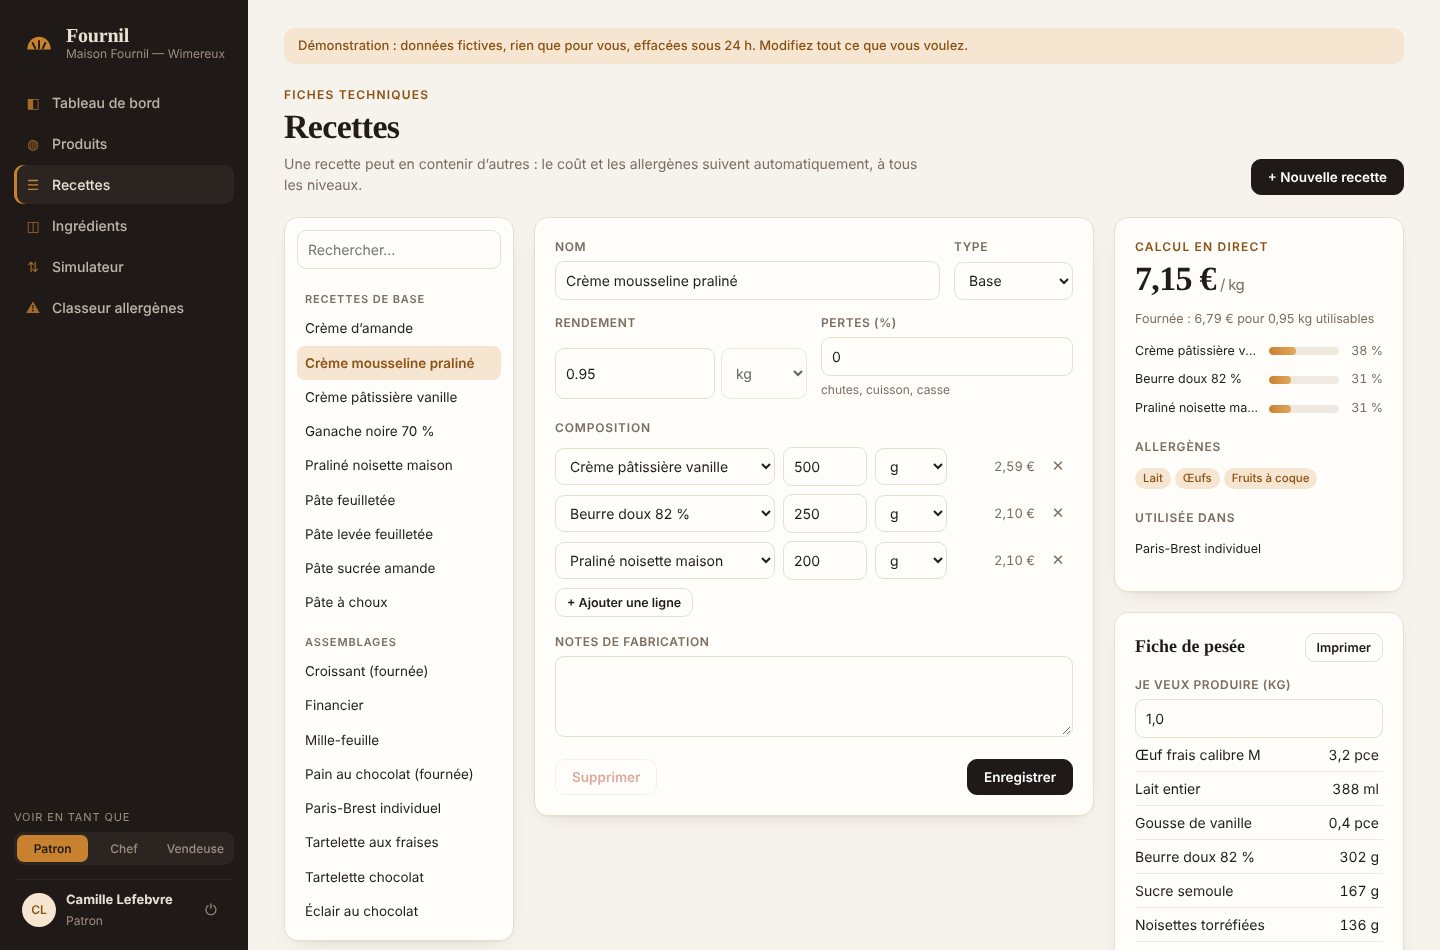 Fournil
Maison Fournil — Wimereux
Tableau de bord
Produits
Recettes
Ingrédients
Simulateur
Classeur allergènes
VOIR EN TANT QUE
Patron
Chef
Vendeuse
CL
Camille Lefebvre
Patron
Démonstration : données fictives, rien que pour vous, effacées sous 24 h. Modifiez tout ce que vous voulez.
FICHES TECHNIQUES
Recettes
Une recette peut en contenir d’autres : le coût et les allergènes suivent automatiquement, à tous
les niveaux.
+ Nouvelle recette
Rechercher…
RECETTES DE BASE
Crème d’amande
Crème mousseline praliné
Crème pâtissière vanille
Ganache noire 70 %
Praliné noisette maison
Pâte feuilletée
Pâte levée feuilletée
Pâte sucrée amande
Pâte à choux
ASSEMBLAGES
Croissant (fournée)
Financier
Mille-feuille
Pain au chocolat (fournée)
Paris-Brest individuel
Tartelette aux fraises
Tartelette chocolat
Éclair au chocolat
NOM
TYPE
Crème mousseline praliné
Base
RENDEMENT
PERTES (%)
0.95
kg
0
chutes, cuisson, casse
COMPOSITION
Crème pâtissière vanille 500 g 2,59 € ×
Beurre doux 82 % 250 g 2,10 € ×
Praliné noisette maison 200 g 2,10 € ×
+ Ajouter une ligne
NOTES DE FABRICATION
Supprimer
Enregistrer
CALCUL EN DIRECT
7,15 € / kg
Fournée : 6,79 € pour 0,95 kg utilisables
Crème pâtissière v… 38 %
Beurre doux 82 % 31 %
Praliné noisette ma… 31 %
ALLERGÈNES
Lait
Œufs
Fruits à coque
UTILISÉE DANS
Paris-Brest individuel
Fiche de pesée
Imprimer
JE VEUX PRODUIRE (KG)
1,0
Œuf frais calibre M 3,2 pce
Lait entier 388 ml
Gousse de vanille 0,4 pce
Beurre doux 82 % 302 g
Sucre semoule 167 g
Noisettes torréfiées 136 g